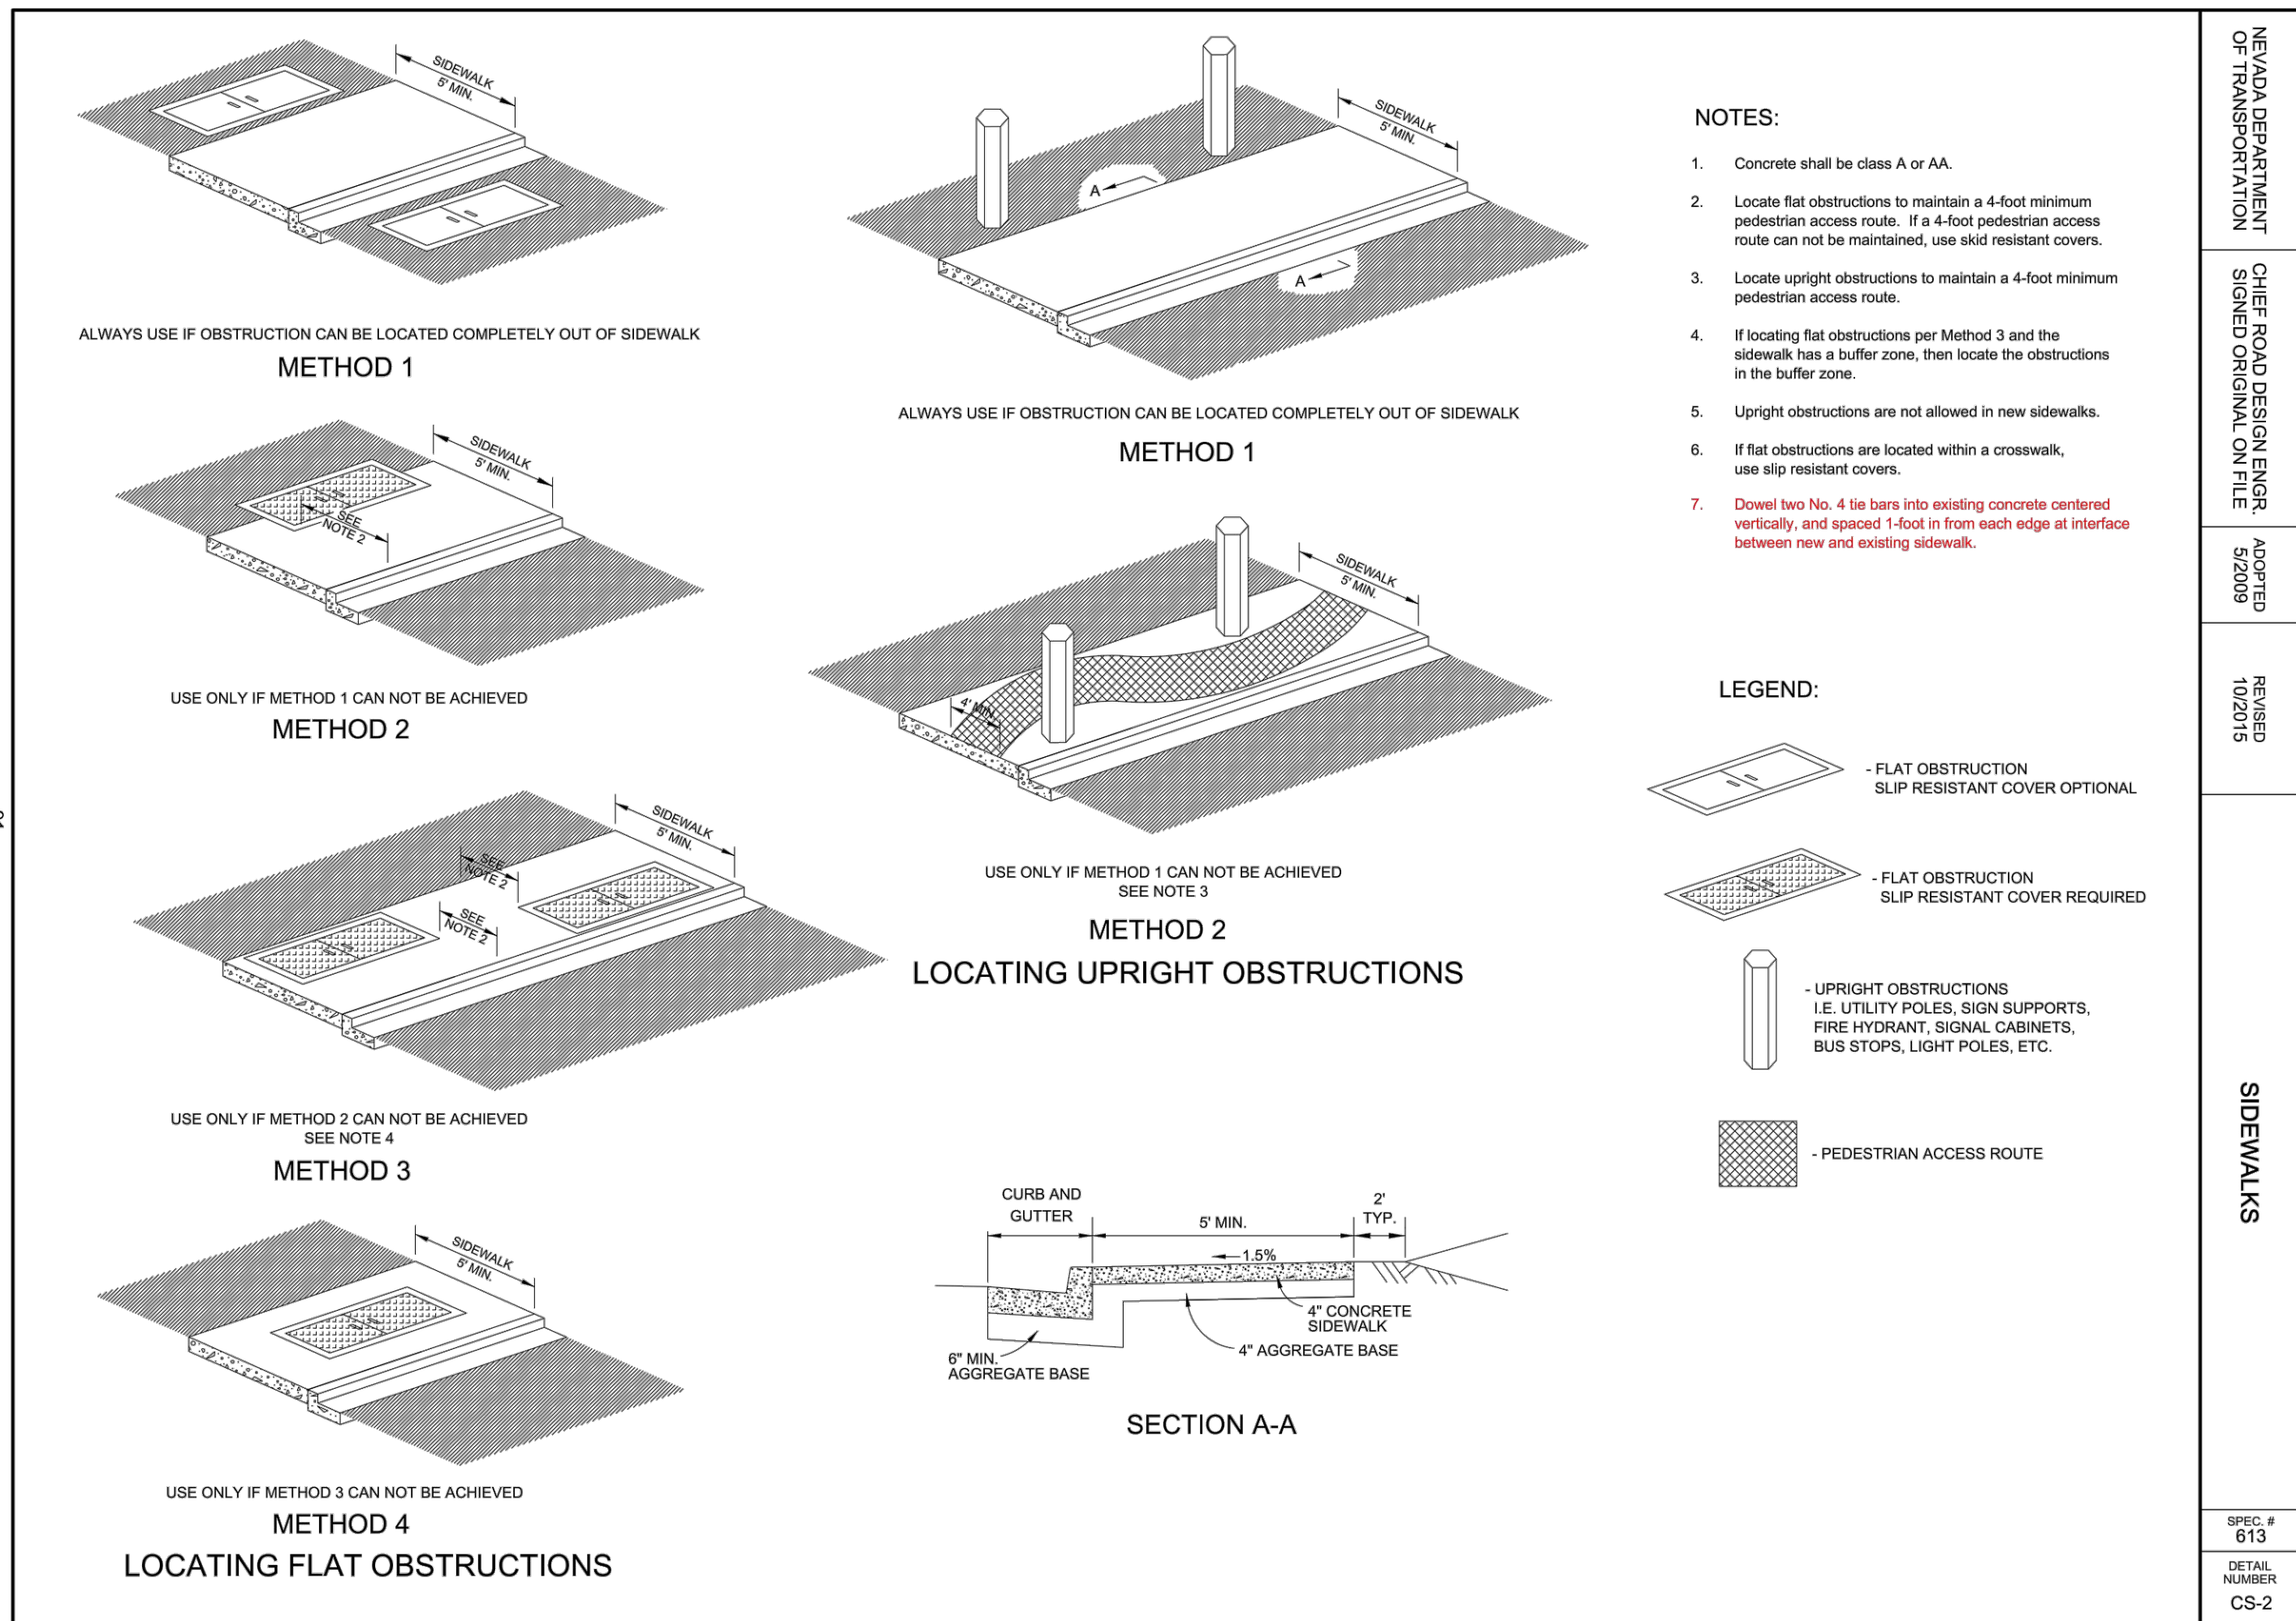 SIDEWALK
5' MIN.
ALWAYS USE IF OBSTRUCTION CAN BE LOCATED COMPLETELY OUT OF SIDEWALK
METHOD 1
SIDEWALK
5' MIN.
SEE
NOTE 2
USE ONLY IF METHOD 1 CAN NOT BE ACHIEVED
METHOD 2
SIDEWALK
5' MIN.
SEE
NOTE 2
SEE
NOTE 2
USE ONLY IF METHOD 2 CAN NOT BE ACHIEVED
SEE NOTE 4
METHOD 3
SIDEWALK
5' MIN.
USE ONLY IF METHOD 3 CAN NOT BE ACHIEVED
METHOD 4
LOCATING FLAT OBSTRUCTIONS
SIDEWALK
5' MIN.
A
A
ALWAYS USE IF OBSTRUCTION CAN BE LOCATED COMPLETELY OUT OF SIDEWALK
METHOD 1
SIDEWALK
5' MIN.
4' MIN.
USE ONLY IF METHOD 1 CAN NOT BE ACHIEVED
SEE NOTE 3
METHOD 2
LOCATING UPRIGHT OBSTRUCTIONS
CURB AND
GUTTER
5' MIN.
2'
TYP.
1.5%
4" CONCRETE
SIDEWALK
4" AGGREGATE BASE
6" MIN.
AGGREGATE BASE
SECTION A-A
NOTES:
1. Concrete shall be class A or AA.
2. Locate flat obstructions to maintain a 4-foot minimum
pedestrian access route. If a 4-foot pedestrian access
route can not be maintained, use skid resistant covers.
3. Locate upright obstructions to maintain a 4-foot minimum
pedestrian access route.
4. If locating flat obstructions per Method 3 and the
sidewalk has a buffer zone, then locate the obstructions
in the buffer zone.
5. Upright obstructions are not allowed in new sidewalks.
6. If flat obstructions are located within a crosswalk,
use slip resistant covers.
7. Dowel two No. 4 tie bars into existing concrete centered
vertically, and spaced 1-foot in from each edge at interface
between new and existing sidewalk.
LEGEND:
- FLAT OBSTRUCTION
SLIP RESISTANT COVER OPTIONAL
- FLAT OBSTRUCTION
SLIP RESISTANT COVER REQUIRED
- UPRIGHT OBSTRUCTIONS
I.E. UTILITY POLES, SIGN SUPPORTS,
FIRE HYDRANT, SIGNAL CABINETS,
BUS STOPS, LIGHT POLES, ETC.
- PEDESTRIAN ACCESS ROUTE
NEVADA DEPARTMENT
OF TRANSPORTATION
CHIEF ROAD DESIGN ENGR.
SIGNED ORIGINAL ON FILE
ADOPTED
5/2009
REVISED
10/2015
SIDEWALKS
SPEC. #
613
DETAIL
NUMBER
CS-2